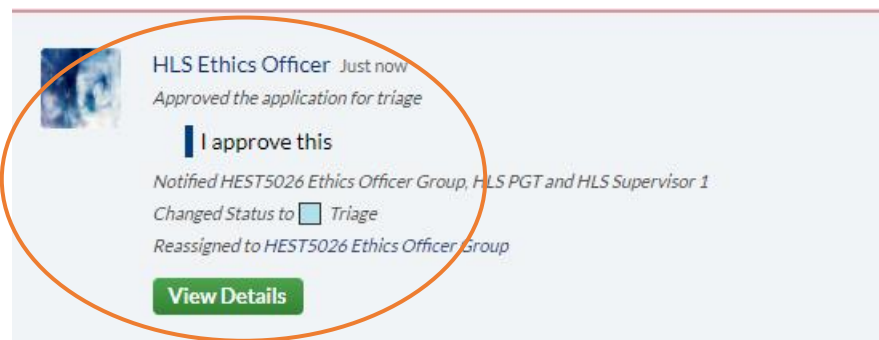 HLS Ethics Officer Just now
Approved the application for triage
I approve this
Notified HEST5026 Ethics Officer Group, HLS PGT and HLS Supervisor 1
Changed Status to Triage
Reassigned to HEST5026 Ethics Officer Group
View Details